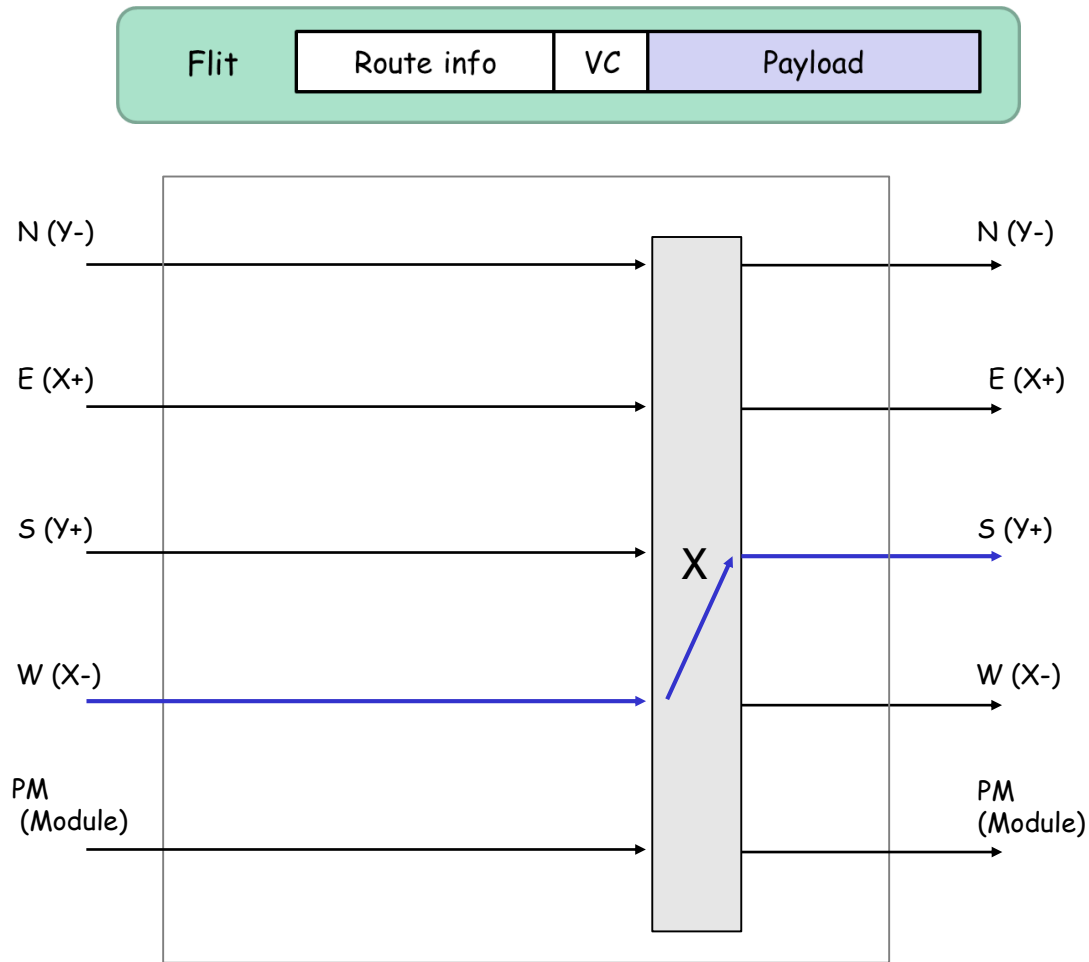 Flit Route info VC Payload
N (Y-) N (Y-)
E (X+) E (X+)
S (Y+) S (Y+)
X
W (X-) W (X-)
PM PM
(Module) (Module)